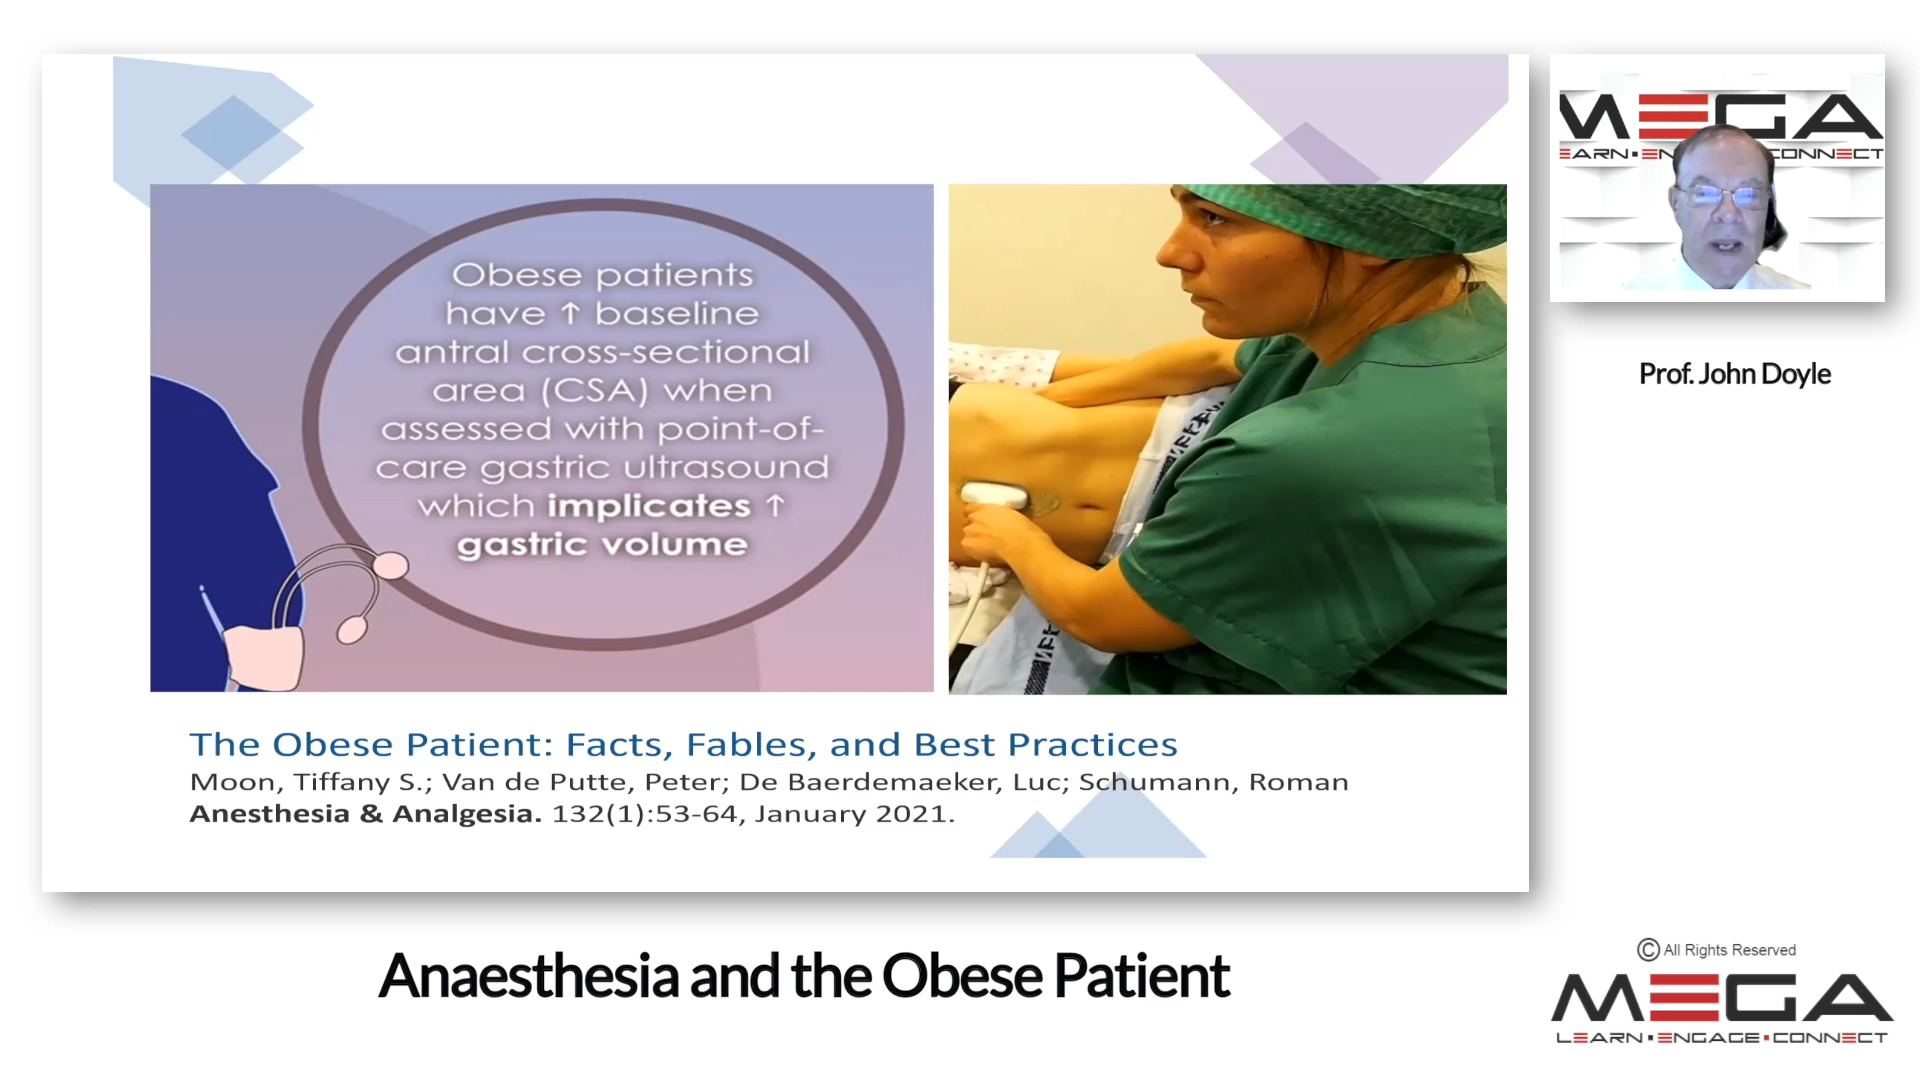 Obese patients
have ↑ baseline
antral cross-sectional
area (CSA) when
assessed with point-of-
care gastric ultrasound
which implicates ↑
gastric volume
The Obese Patient: Facts, Fables, and Best Practices
Moon, Tiffany S.; Van de Putte, Peter; De Baerdemaeker, Luc; Schumann, Roman
Anesthesia & Analgesia. 132(1):53-64, January 2021.
Anaesthesia and the Obese Patient
MEGA
Prof. John Doyle
© All Rights Reserved
MEGA
LEARN▪ENGAGE▪CONNECT